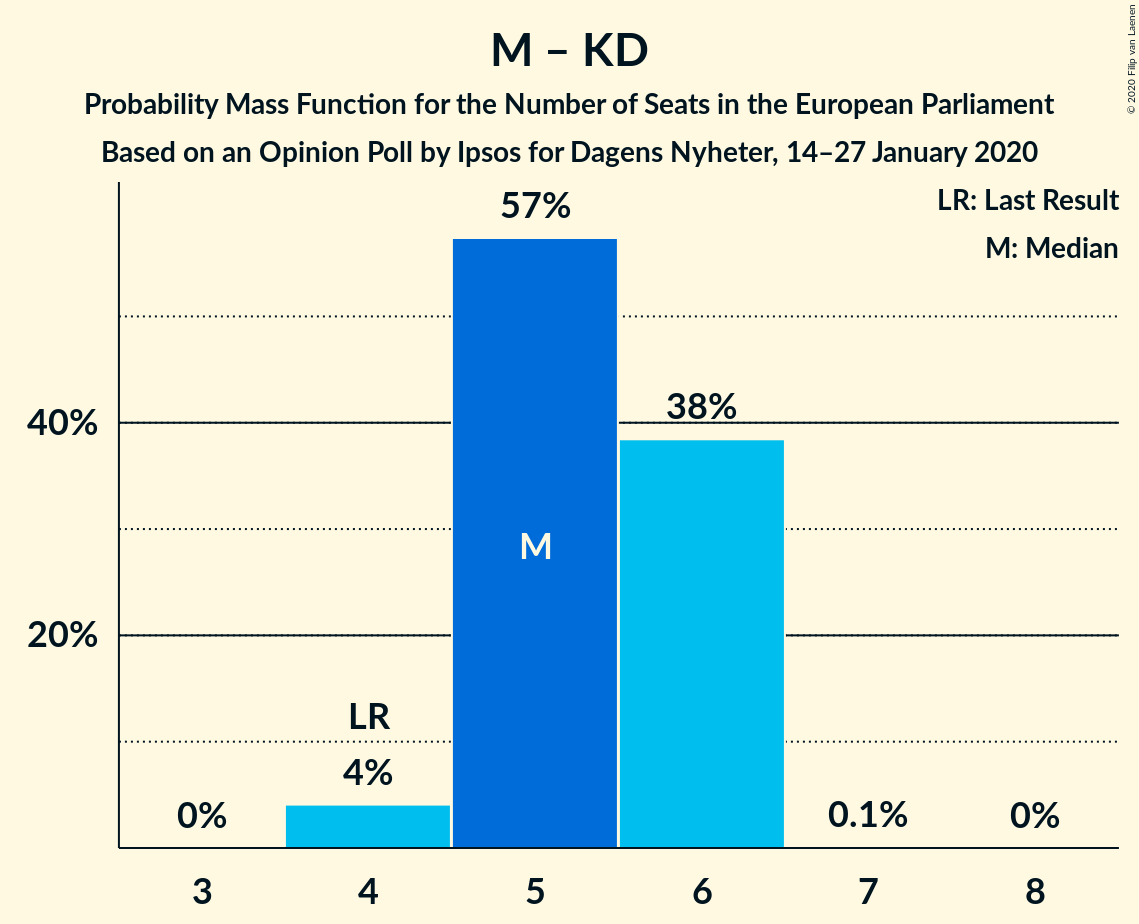 M – KD
Probability Mass Function for the Number of Seats in the European Parliament
Based on an Opinion Poll by Ipsos for Dagens Nyheter, 14–27 January 2020
© 2020 Filip van Laenen
LR: Last Result
M: Median
57%
38%
40%
M
20%
LR
4%
0%
0.1%
0%
3 4 5 6 7 8